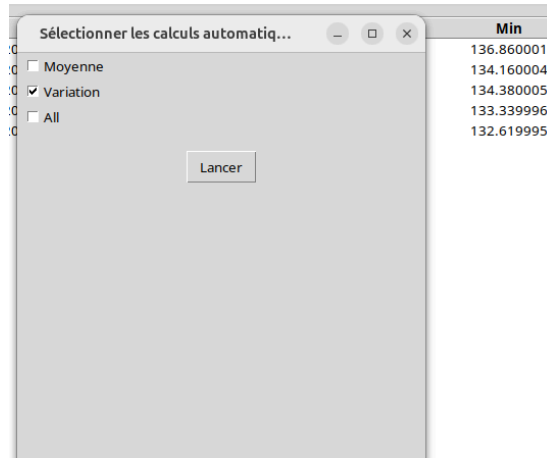 Sélectionner les calculs automatiq...
Min
136.860001
Moyenne
134.160004
Variation
134.380005
All
133.339996
132.619995
Lancer